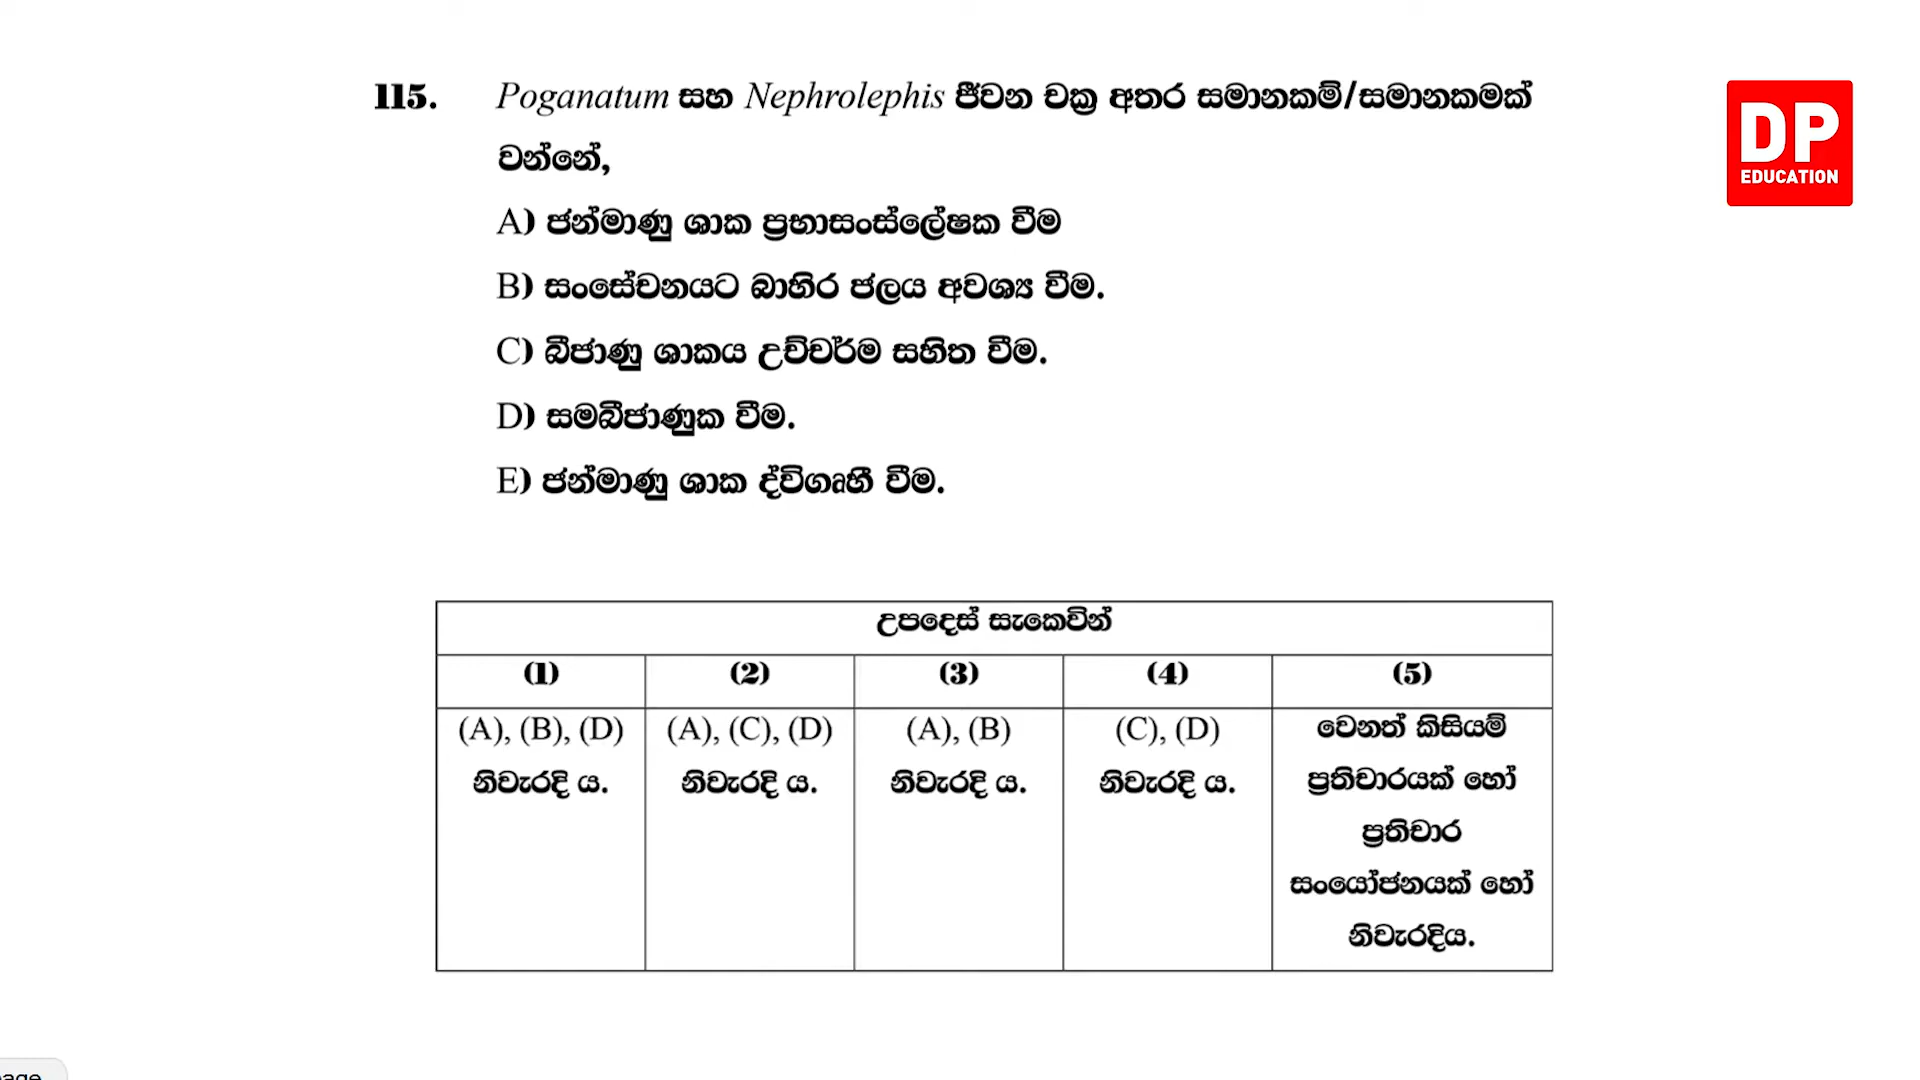 115. Poganatum සහ Nephrolephis ජීවන චක්‍ර අතර සමානකම්/සමානකමක්
වන්නේ,
A) ජන්මාණු ශාක ප්‍රභාසංස්ලේෂක වීම
B) සංසේචනයට බාහිර ජලය අවශ්‍ය වීම.
C) බීජාණු ශාකය උච්චර්ම සහිත වීම.
D) සමබීජාණුක වීම.
E) ජන්මාණු ශාක ද්විගෘහී වීම.
DP
EDUCATION
උපදෙස් සැකෙවින්
(1) (2) (3) (4) (5)
(A), (B), (D) නිවැරදි ය.
(A), (C), (D) නිවැරදි ය.
(A), (B) නිවැරදි ය.
(C), (D) නිවැරදි ය.
වෙනත් කිසියම්
ප්‍රතිචාරයක් හෝ
ප්‍රතිචාර
සංයෝජනයක් හෝ
නිවැරදිය.